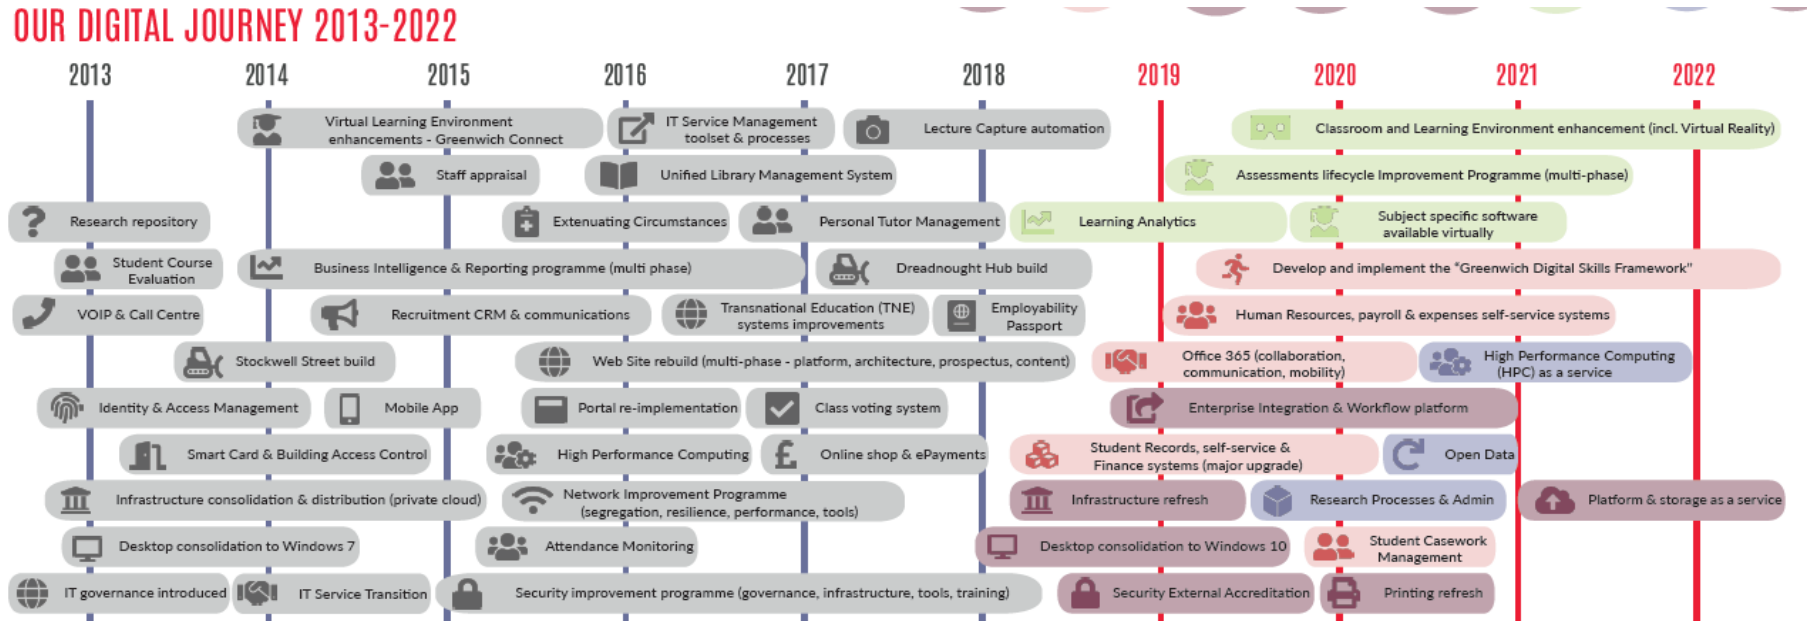 OUR DIGITAL JOURNEY 2013-2022
2013
2014
2015
2016
2017
2018
2019
2020
2021
2022
Virtual Learning Environment
enhancements - Greenwich Connect
IT Service Management
toolset & processes
Lecture Capture automation
Classroom and Learning Environment enhancement (incl. Virtual Reality)
Staff appraisal
Unified Library Management System
Assessments lifecycle Improvement Programme (multi-phase)
Research repository
Extenuating Circumstances
Personal Tutor Management
Learning Analytics
Subject specific software
available virtually
Student Course
Evaluation
Business Intelligence & Reporting programme (multi phase)
Dreadnought Hub build
Develop and implement the "Greenwich Digital Skills Framework"
VOIP & Call Centre
Recruitment CRM & communications
Transnational Education (TNE)
systems improvements
Employability
Passport
Human Resources, payroll & expenses self-service systems
Stockwell Street build
Web Site rebuild (multi-phase - platform, architecture, prospectus, content)
Office 365 (collaboration,
communication, mobility)
High Performance Computing
(HPC) as a service
Identity & Access Management
Mobile App
Portal re-implementation
Class voting system
Enterprise Integration & Workflow platform
Smart Card & Building Access Control
High Performance Computing
£
Online shop & ePayments
Student Records, self-service &
Finance systems (major upgrade)
Open Data
Infrastructure consolidation & distribution (private cloud)
Network Improvement Programme
(segregation, resilience, performance, tools)
Infrastructure refresh
Research Processes & Admin
Platform & storage as a service
Desktop consolidation to Windows 7
Attendance Monitoring
Desktop consolidation to Windows 10
Student Casework
Management
IT governance introduced
IT Service Transition
Security improvement programme (governance, infrastructure, tools, training)
Security External Accreditation
Printing refresh